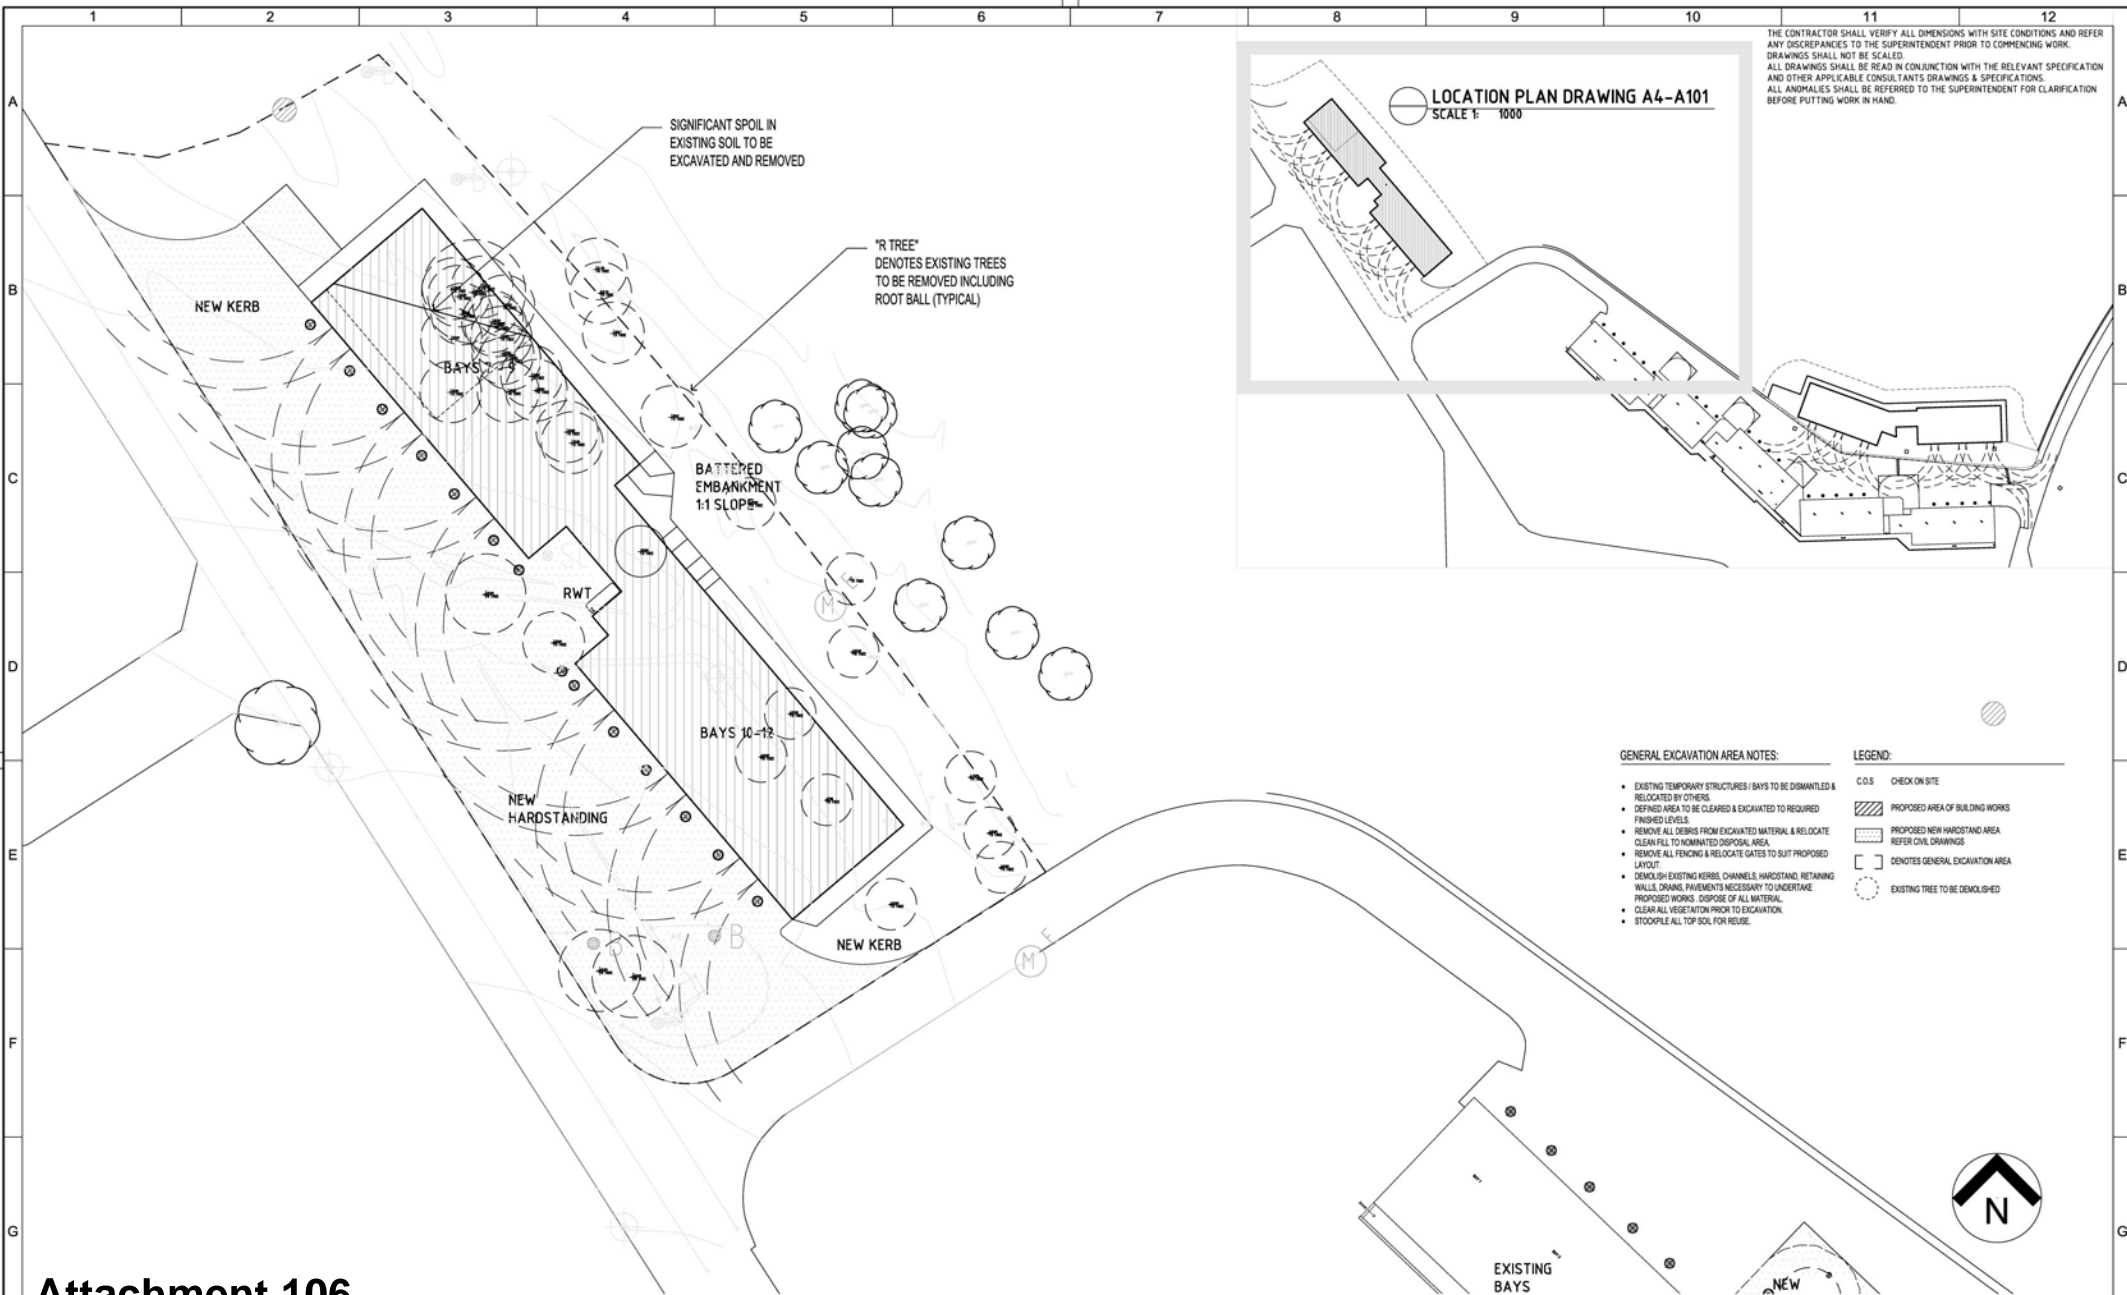 1 2 3 4 5 6 7 8 9 10 11 12
THE CONTRACTOR SHALL VERIFY ALL DIMENSIONS WITH SITE CONDITIONS AND REFER
ANY DISCREPANCIES TO THE SUPERINTENDENT PRIOR TO COMMENCING WORK.
DRAWINGS SHALL NOT BE SCALED.
ALL DRAWINGS SHALL BE READ IN CONJUNCTION WITH THE RELEVANT SPECIFICATION
AND OTHER APPLICABLE CONSULTANTS DRAWINGS & SPECIFICATIONS.
ALL ANOMALIES SHALL BE REFERRED TO THE SUPERINTENDENT FOR CLARIFICATION
BEFORE PUTTING WORK IN HAND.
LOCATION PLAN DRAWING A4-A101
SCALE 1: 1000
A
A
SIGNIFICANT SPOIL IN
EXISTING SOIL TO BE
EXCAVATED AND REMOVED
"R TREE"
DENOTES EXISTING TREES
TO BE REMOVED INCLUDING
ROOT BALL (TYPICAL)
B
B
NEW KERB
BAYS
BATTERED
EMBANKMENT
1:1 SLOPE
C
C
RWT
M
E
D
D
BAYS 10-12
NEW
HARDSTANDING
GENERAL EXCAVATION AREA NOTES:
• EXISTING TEMPORARY STRUCTURES / BAYS TO BE DISMANTLED &
RELOCATED BY OTHERS.
• DEFINED AREA TO BE CLEARED & EXCAVATED TO REQUIRED
FINISHED LEVELS.
• REMOVE ALL DEBRIS FROM EXCAVATED MATERIAL & RELOCATE
CLEAN FILL TO NOMINATED DISPOSAL AREA.
• REMOVE ALL FENCING & RELOCATE GATES TO SUIT PROPOSED
LAYOUT.
• DEMOLISH EXISTING KERBS, CHANNELS, HARDSTAND, RETAINING
WALLS, DRAINS, PAVEMENTS NECESSARY TO UNDERTAKE
PROPOSED WORKS . DISPOSE OF ALL MATERIAL.
• CLEAR ALL VEGETAITON PRIOR TO EXCAVATION.
• STOCKPILE ALL TOP SOIL FOR REUSE.
LEGEND:
C.O.S CHECK ON SITE
PROPOSED AREA OF BUILDING WORKS
PROPOSED NEW HARDSTAND AREA
REFER CIVIL DRAWINGS
DENOTES GENERAL EXCAVATION AREA
EXISTING TREE TO BE DEMOLISHED
E
E
B
B
NEW KERB
M
E
F
F
N
G
G
EXISTING
BAYS
NEW
Attachment 106